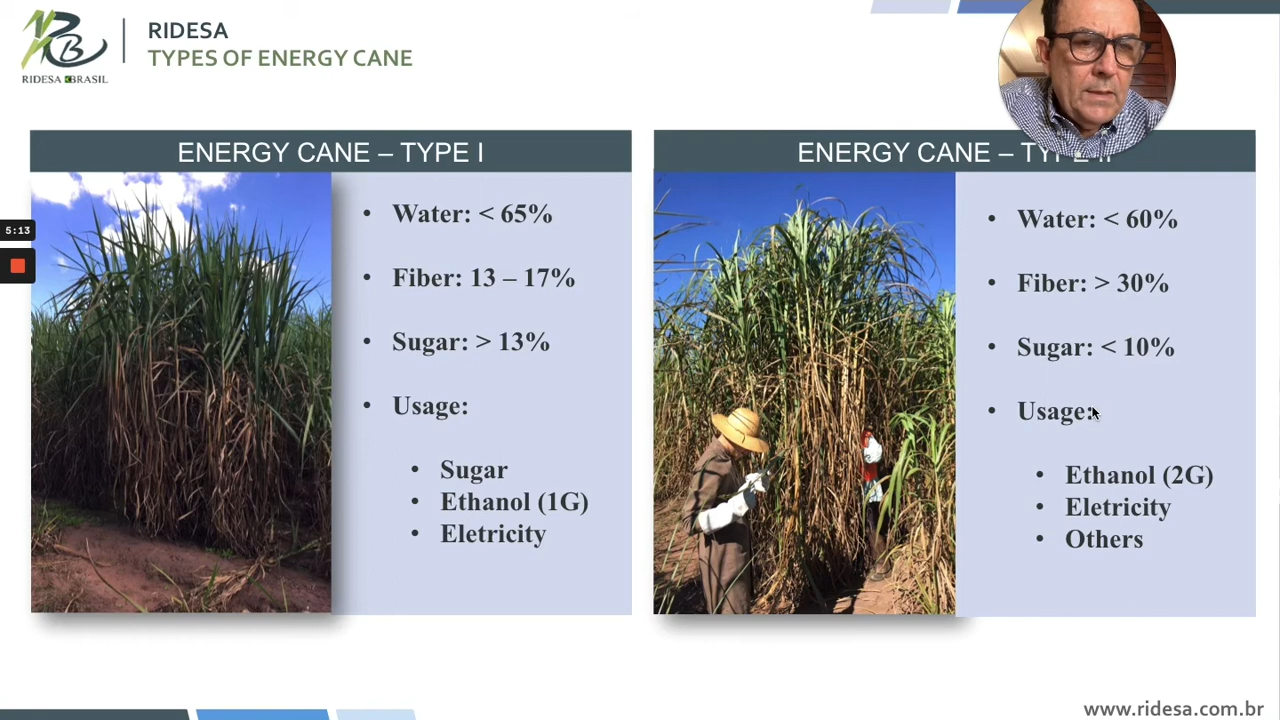 RIDESA
TYPES OF ENERGY CANE
RIDESA BRASIL
ENERGY CANE – TYPE I
• Water: < 65%
• Fiber: 13 – 17%
• Sugar: > 13%
• Usage:
• Sugar
• Ethanol (1G)
• Eletricity
ENERGY CANE – TYPE II
• Water: < 60%
• Fiber: > 30%
• Sugar: < 10%
• Usage:
• Ethanol (2G)
• Eletricity
• Others
5:13
www.ridesa.com.br